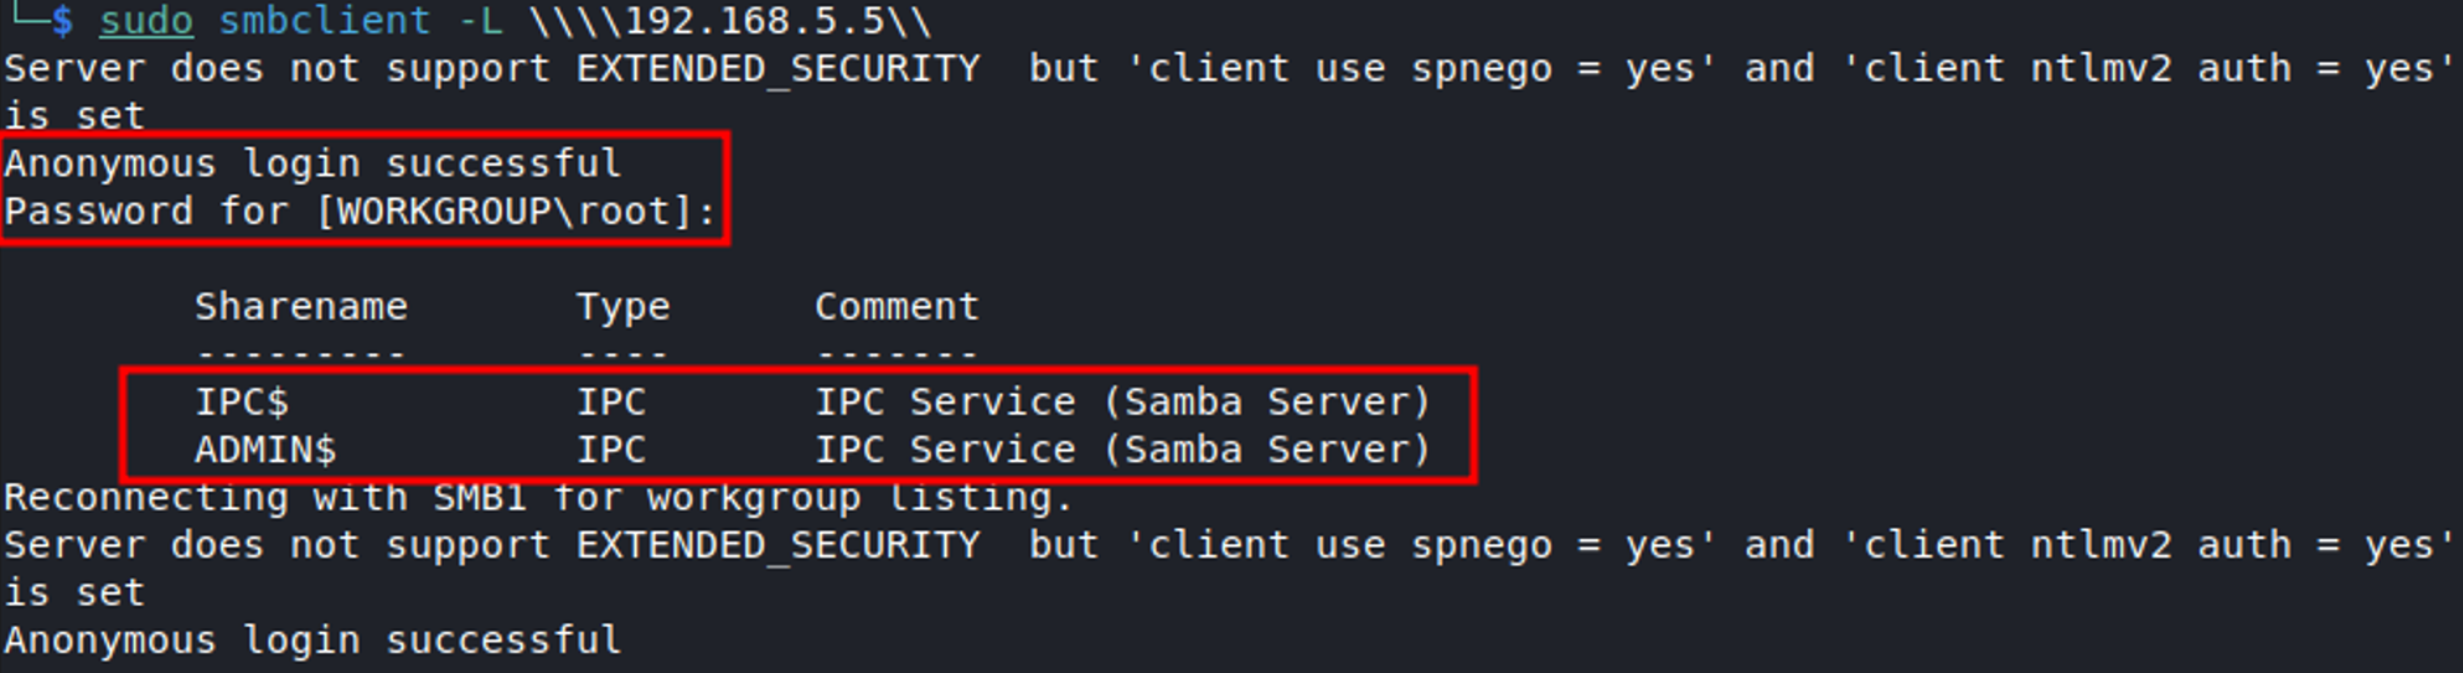 └─$ sudo smbclient -L \\\\192.168.5.5\\
Server does not support EXTENDED_SECURITY  but 'client use spnego = yes' and 'client ntlmv2 auth = yes'
is set
Anonymous login successful
Password for [WORKGROUP\root]:
Sharename       Type      Comment
---------       ----      -------
IPC$            IPC       IPC Service (Samba Server)
ADMIN$          IPC       IPC Service (Samba Server)
Reconnecting with SMB1 for workgroup listing.
Server does not support EXTENDED_SECURITY  but 'client use spnego = yes' and 'client ntlmv2 auth = yes'
is set
Anonymous login successful